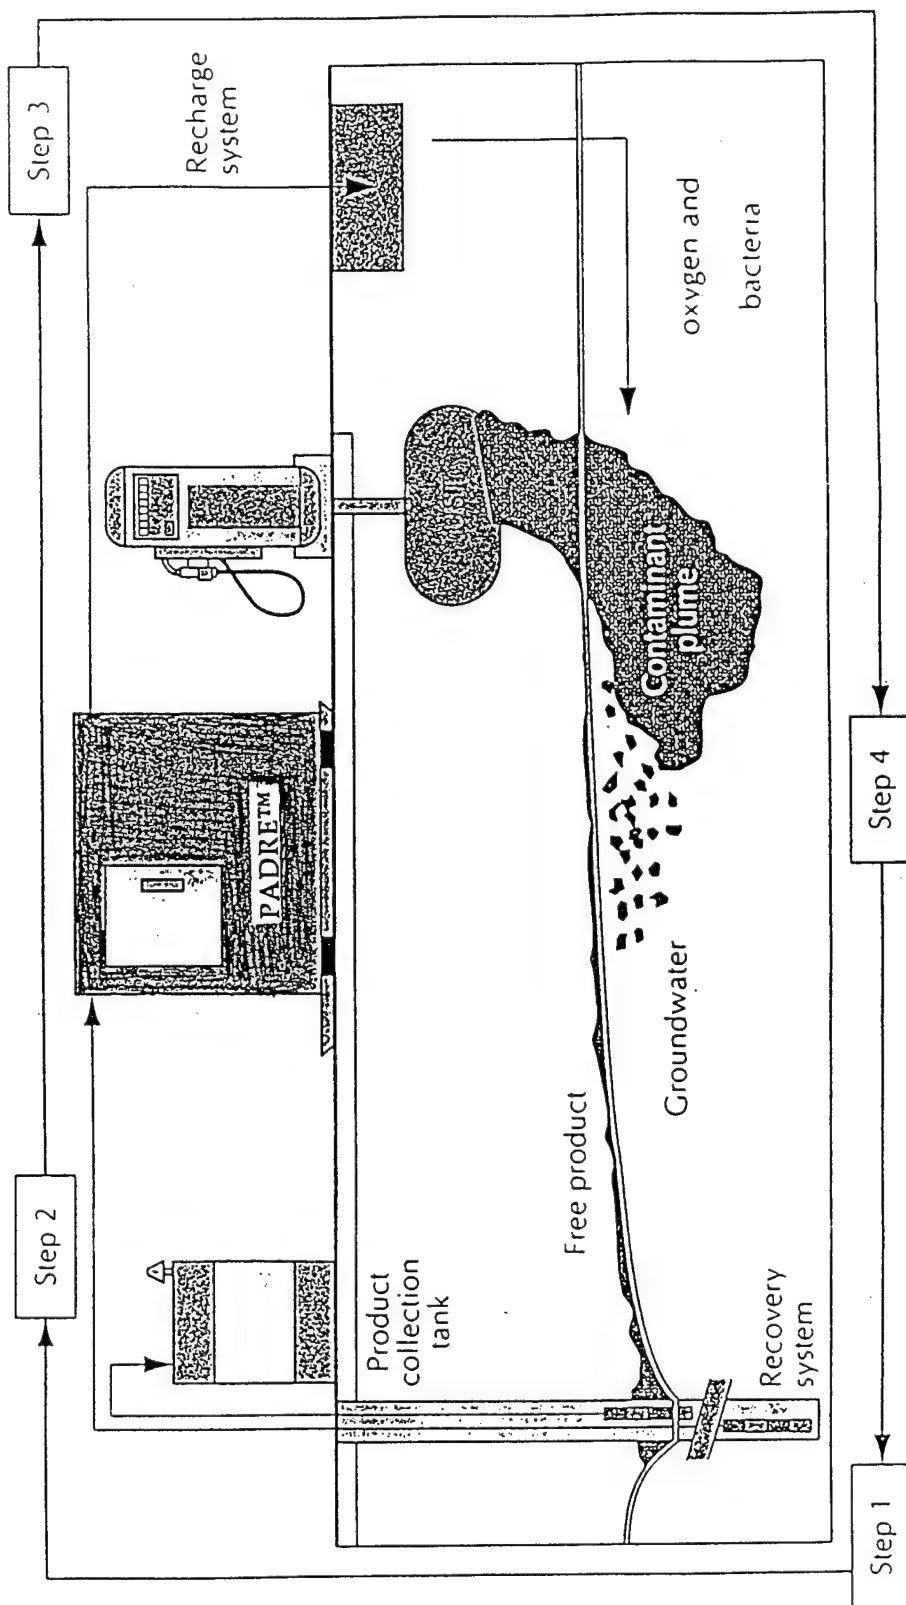 Step 2
Step 3
Recharge
system
PADRE™
Product
collection
tank
Free product
Groundwater
Contaminant
plume
oxygen and
bacteria
Recovery
system
Step 1
Step 4